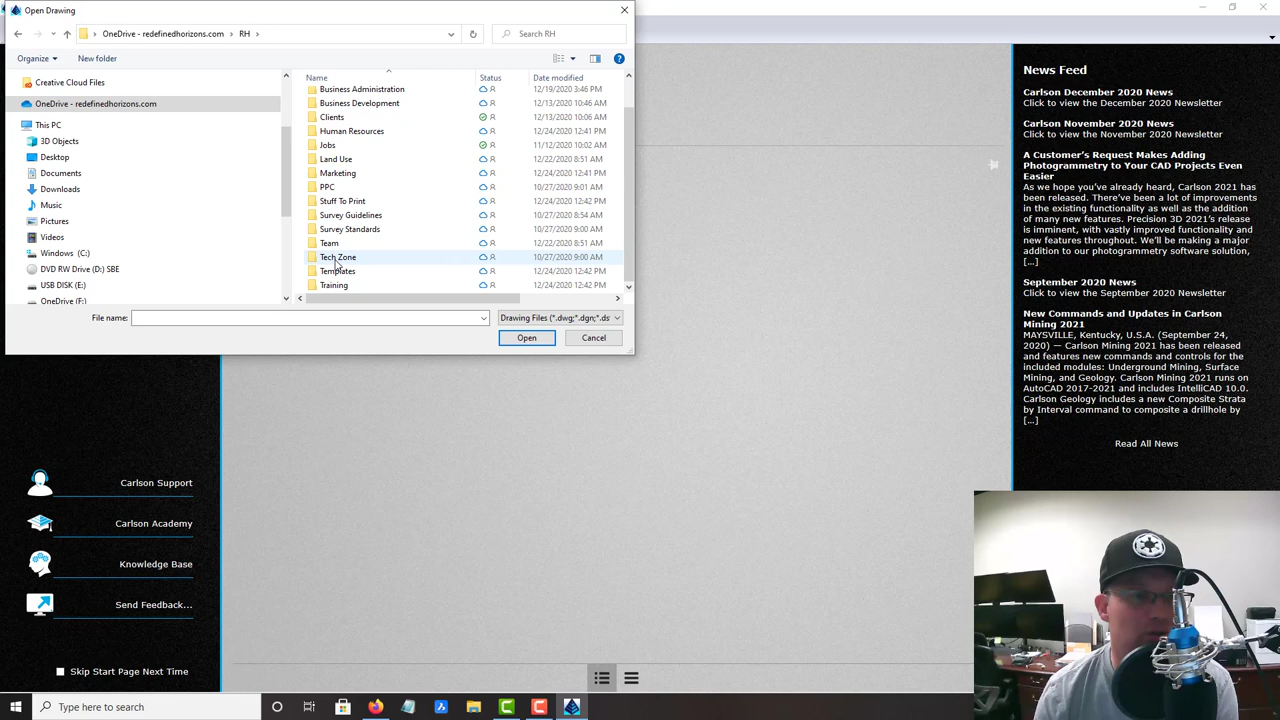 Open Drawing
OneDrive - redefinedhorizons.com › RH ›
Search RH
Organize
New folder
Creative Cloud Files
OneDrive - redefinedhorizons.com
This PC
3D Objects
Desktop
Documents
Downloads
Music
Pictures
Videos
Windows (C:)
DVD RW Drive (D:) SBE
USB DISK (E:)
OneDrive (F:)
Name Status Date modified
Business Administration 12/19/2020 3:46 PM
Business Development 12/13/2020 10:46 AM
Clients 12/13/2020 10:06 AM
Human Resources 12/24/2020 12:41 PM
Jobs 11/12/2020 10:02 AM
Land Use 12/22/2020 8:51 AM
Marketing 12/24/2020 12:41 PM
PPC 10/27/2020 9:01 AM
Stuff To Print 12/24/2020 12:42 PM
Survey Guidelines 10/27/2020 8:54 AM
Survey Standards 10/27/2020 9:00 AM
Team 12/22/2020 8:51 AM
Tech Zone 10/27/2020 9:00 AM
Templates 12/24/2020 12:42 PM
Training 12/24/2020 12:42 PM
File name:
Drawing Files (*.dwg;*.dgn;*.ds
Open
Cancel
News Feed
Carlson December 2020 News
Click to view the December 2020 Newsletter
Carlson November 2020 News
Click to view the November 2020 Newsletter
A Customer's Request Makes Adding
Photogrammetry to Your CAD Projects Even
Easier
As we hope you've already heard, Carlson 2021 has
been released. There've been a lot of improvements
in the existing functionality as well as the addition
of many new features. Precision 3D 2021's release
is imminent, with vastly improved functionality and
new features throughout. We'll be making a major
addition to our photogrammetry software solution,
[...]
September 2020 News
Click to view the September 2020 Newsletter
New Commands and Updates in Carlson
Mining 2021
MAYSVILLE, Kentucky, U.S.A. (September 24,
2020) — Carlson Mining 2021 has been released
and features new commands and controls for the
included modules: Underground Mining, Surface
Mining, and Geology. Carlson Mining 2021 runs on
AutoCAD 2017-2021 and includes IntelliCAD 10.0.
Carlson Geology includes a new Composite Strata
by Interval command to composite a drillhole by
[...]
Read All News
Carlson Support
Carlson Academy
Knowledge Base
Send Feedback...
Skip Start Page Next Time
Type here to search